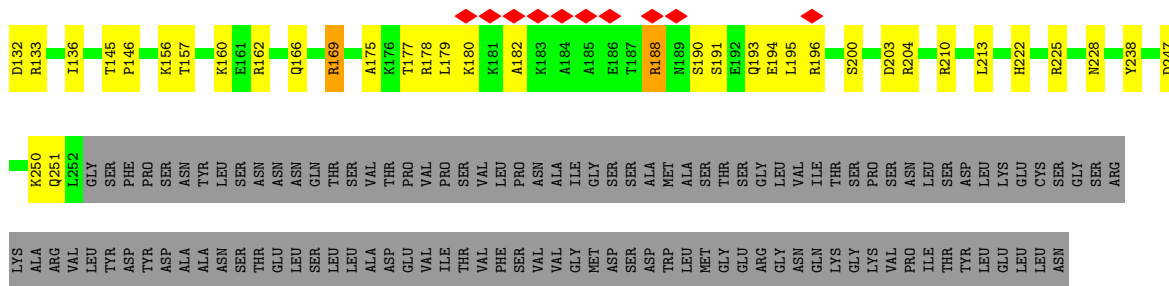 D132 R133 I136 T145 P146 K156 T157 K160 E161 R162 Q166 R169 A175 K176 T177 R178 L179 K180 K181 A182 K183 A184 A185 E186 T187 R188 N189 S190 S191 E192 Q193 E194 L195 R196 S200 D203 R204 R210 L213 H222 R225 N228 Y238 D247
K250 Q251 L252 GLY SER PHE PRO SER ASN TYR LEU SER ASN ASN ASN GLN THR SER VAL THR PRO VAL PRO SER VAL LEU PRO ASN ALA ILE GLY SER SER ALA MET ALA SER THR SER GLY LEU VAL ILE THR SER PRO SER ASN LEU SER ASP LEU LEU LYS GLU CYS SER GLY SER ARG
LYS ALA ARG VAL LEU TYR ASP TYR ASP ALA ALA ASN SER THR GLU LEU SER LEU LEU ALA ASP GLU VAL ILE THR VAL PHE SER VAL VAL GLY MET ASP SER ASP TRP LEU MET GLY GLU ARG GLY ASN GLN LYS GLY LYS VAL PRO ILE THR TYR LEU GLU LEU LEU ASN